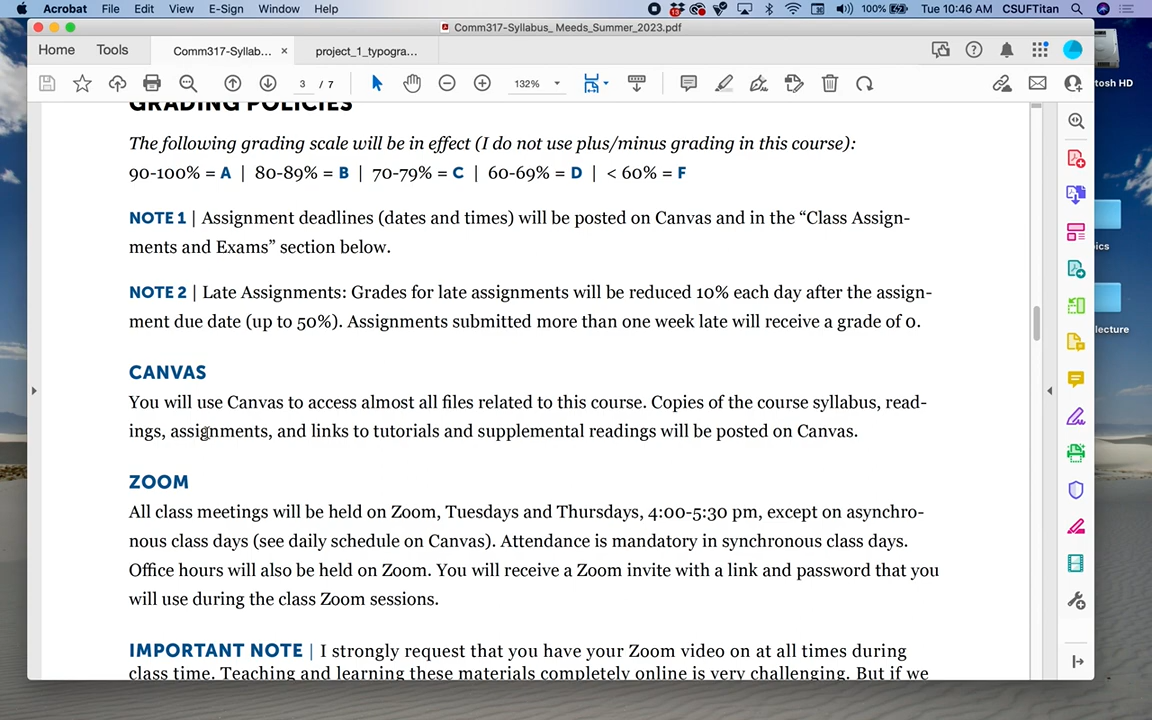 Acrobat File Edit View E-Sign Window Help 13 100% Tue 10:46 AM CSUFTitan
Comm317-Syllabus_ Meeds_Summer_2023.pdf
Home Tools Comm317-Syllab... × project_1_typogra...
3 / 7 132%
tosh HD
GRADING POLICIES
The following grading scale will be in effect (I do not use plus/minus grading in this course):
90-100% = A | 80-89% = B | 70-79% = C | 60-69% = D | < 60% = F
NOTE 1 | Assignment deadlines (dates and times) will be posted on Canvas and in the “Class Assign-
ments and Exams” section below.
ics
NOTE 2 | Late Assignments: Grades for late assignments will be reduced 10% each day after the assign-
ment due date (up to 50%). Assignments submitted more than one week late will receive a grade of 0.
lecture
CANVAS
You will use Canvas to access almost all files related to this course. Copies of the course syllabus, read-
ings, assignments, and links to tutorials and supplemental readings will be posted on Canvas.
ZOOM
All class meetings will be held on Zoom, Tuesdays and Thursdays, 4:00-5:30 pm, except on asynchro-
nous class days (see daily schedule on Canvas). Attendance is mandatory in synchronous class days.
Office hours will also be held on Zoom. You will receive a Zoom invite with a link and password that you
will use during the class Zoom sessions.
IMPORTANT NOTE | I strongly request that you have your Zoom video on at all times during
class time. Teaching and learning these materials completely online is very challenging. But if we